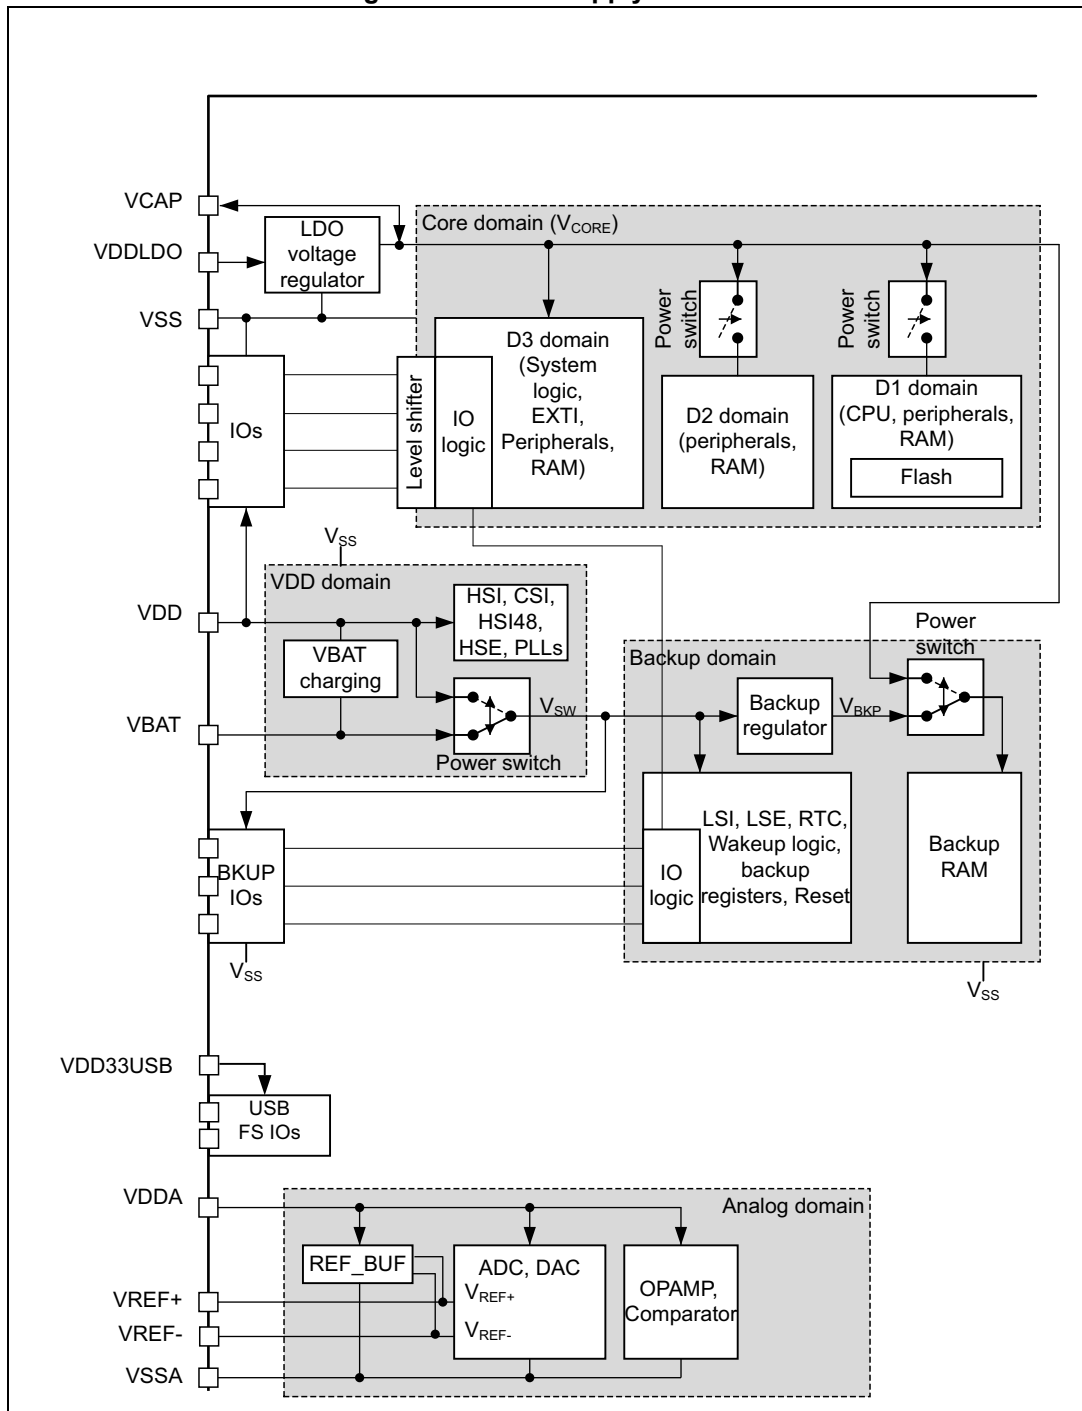 VCAP
VDDLDO
VSS
LDO
voltage
regulator
Core domain (VCORE)
Power
switch
Power
switch
D3 domain
(System
logic,
EXTI,
Peripherals,
RAM)
IO
logic
Level shifter
IOs
D2 domain
(peripherals,
RAM)
D1 domain
(CPU, peripherals,
RAM)
Flash
VSS
VDD domain
VDD
HSI, CSI,
HSI48,
HSE, PLLs
VBAT
charging
VBAT
VSW
Power switch
Backup domain
Power
switch
Backup
regulator
VBKP
LSI, LSE, RTC,
Wakeup logic,
backup
registers, Reset
IO
logic
Backup
RAM
BKUP
IOs
VSS
VSS
VDD33USB
USB
FS IOs
VDDA
Analog domain
REF_BUF
ADC, DAC
VREF+
VREF-
OPAMP,
Comparator
VREF+
VREF-
VSSA